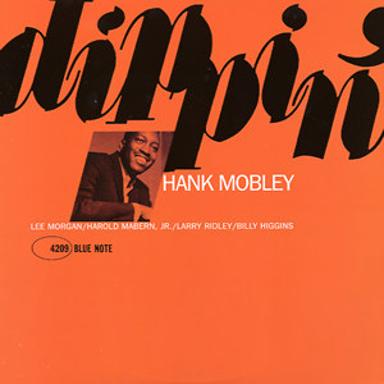 dippin'
HANK MOBLEY
LEE MORGAN/HAROLD MABERN, JR./LARRY RIDLEY/BILLY HIGGINS
4209 BLUE NOTE